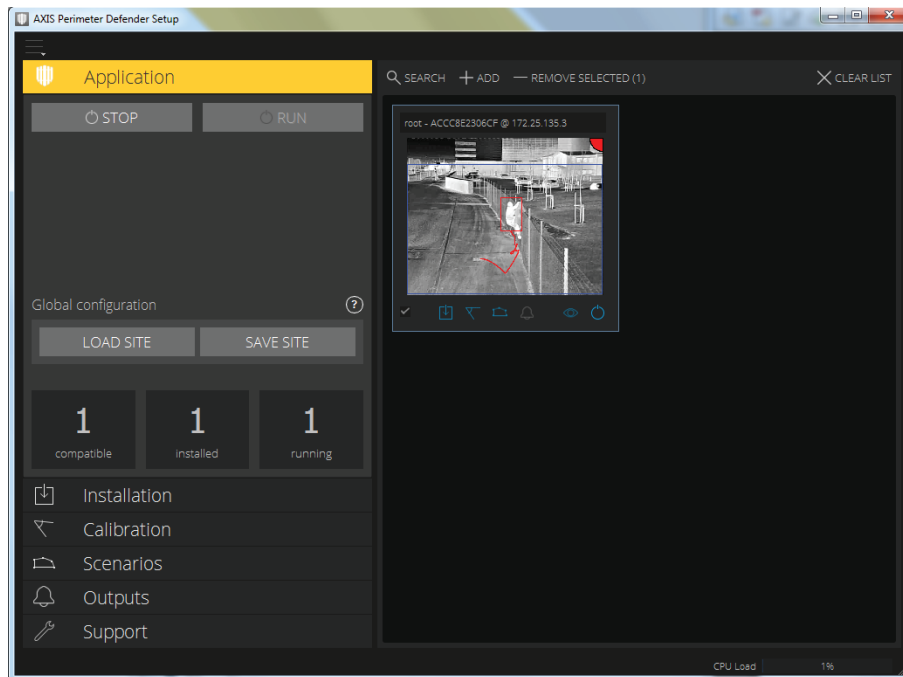 AXIS Perimeter Defender Setup
Application
SEARCH ADD REMOVE SELECTED (1) CLEAR LIST
STOP RUN
root - ACCC8E2306CF @ 172.25.135.3
Global configuration ?
LOAD SITE SAVE SITE
1 1 1
compatible installed running
Installation
Calibration
Scenarios
Outputs
Support
CPU Load 1%